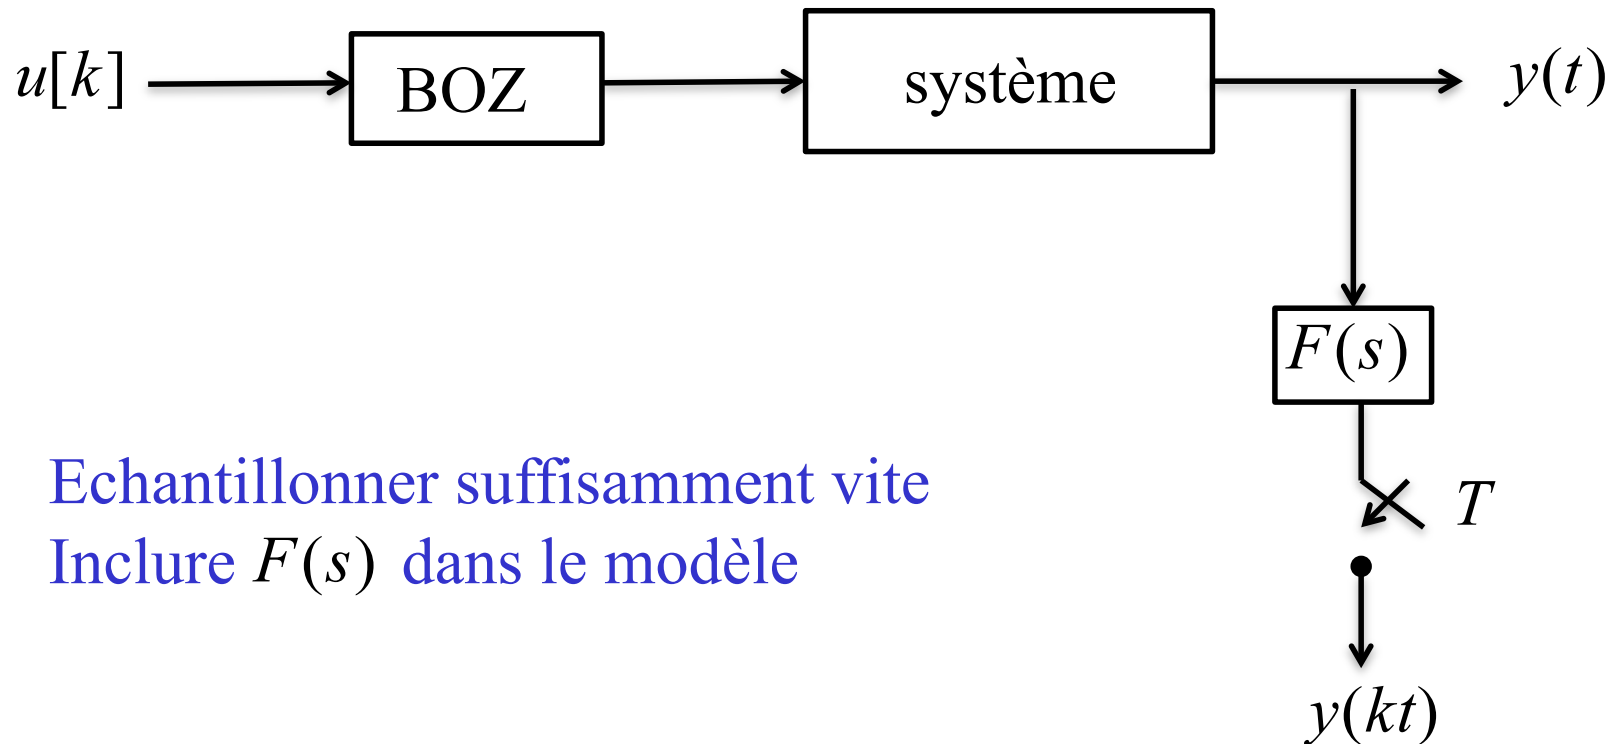 u[k]
BOZ
système
y(t)
F(s)
Echantillonner suffisamment vite
T
Inclure F(s) dans le modèle
y(kt)